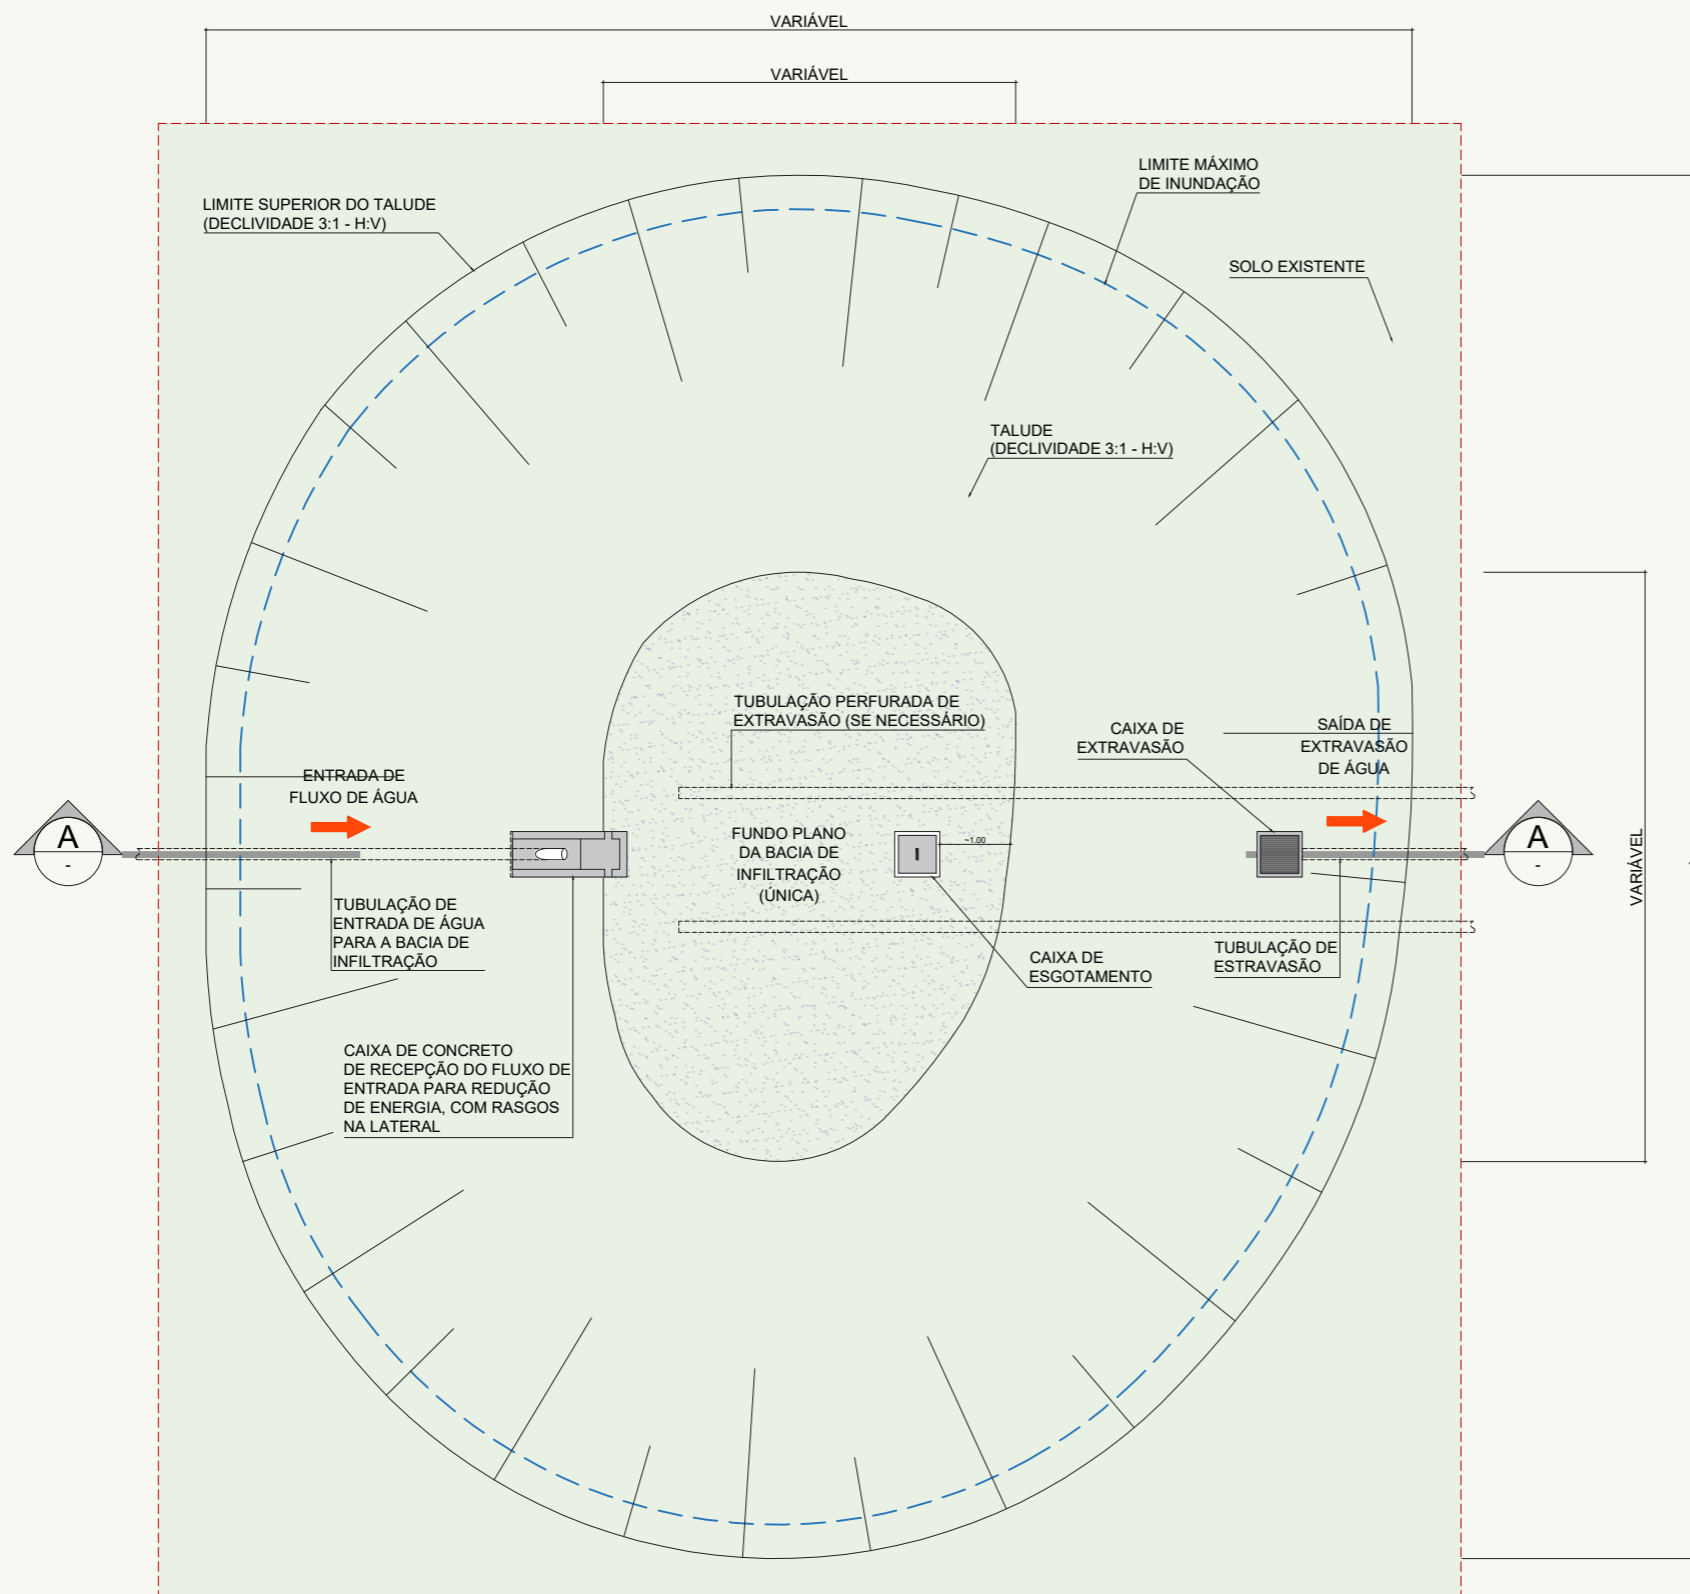 VARIÁVEL
VARIÁVEL
LIMITE MÁXIMO
DE INUNDAÇÃO
LIMITE SUPERIOR DO TALUDE
(DECLIVIDADE 3:1 - H:V)
SOLO EXISTENTE
TALUDE
(DECLIVIDADE 3:1 - H:V)
TUBULAÇÃO PERFURADA DE
EXTRAVASÃO (SE NECESSÁRIO)
CAIXA DE
EXTRAVASÃO
SAÍDA DE
EXTRAVASÃO
DE ÁGUA
ENTRADA DE
FLUXO DE ÁGUA
A
-
FUNDO PLANO
DA BACIA DE
INFILTRAÇÃO
(ÚNICA)
I
~1.00
A
-
VARIÁVEL
TUBULAÇÃO DE
ENTRADA DE ÁGUA
PARA A BACIA DE
INFILTRAÇÃO
CAIXA DE
ESGOTAMENTO
TUBULAÇÃO DE
ESTRAVASÃO
CAIXA DE CONCRETO
DE RECEPÇÃO DO FLUXO DE
ENTRADA PARA REDUÇÃO
DE ENERGIA, COM RASGOS
NA LATERAL